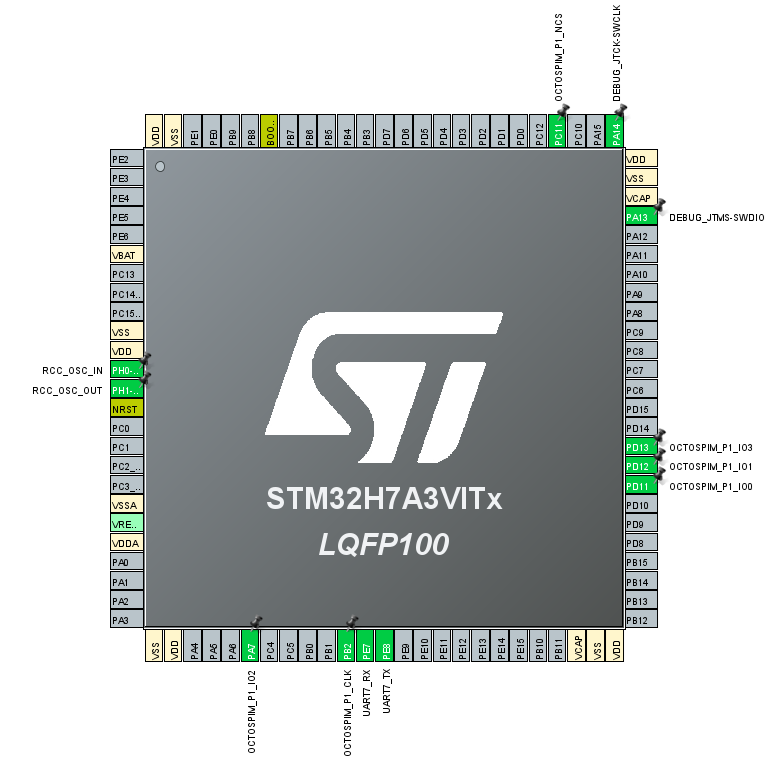 OCTOSPIM_P1_NCS
DEBUG_JTCK-SWCLK
VDD
VSS
PE1
PE0
PB9
PB8
BOO..
PB7
PB6
PB5
PB4
PB3
PD7
PD6
PD5
PD4
PD3
PD2
PD1
PD0
PC12
PC11
PC10
PA15
PA14
PE2
PE3
PE4
PE5
PE6
VBAT
PC13
PC14..
PC15..
VSS
VDD
RCC_OSC_IN PH0-..
RCC_OSC_OUT PH1-..
NRST
PC0
PC1
PC2_..
PC3_..
VSSA
VRE..
VDDA
PA0
PA1
PA2
PA3
STM32H7A3VITx
LQFP100
VDD
VSS
VCAP
PA13 DEBUG_JTMS-SWDIO
PA12
PA11
PA10
PA9
PA8
PC9
PC8
PC7
PC6
PD15
PD14
PD13 OCTOSPIM_P1_IO3
PD12 OCTOSPIM_P1_IO1
PD11 OCTOSPIM_P1_IO0
PD10
PD9
PD8
PB15
PB14
PB13
PB12
VSS
VDD
PA4
PA5
PA6
PA7
PC4
PC5
PB0
PB1
PB2
PE7
PE8
PE9
PE10
PE11
PE12
PE13
PE14
PE15
PB10
PB11
VCAP
VSS
VDD
OCTOSPIM_P1_IO2
OCTOSPIM_P1_CLK
UART7_RX
UART7_TX